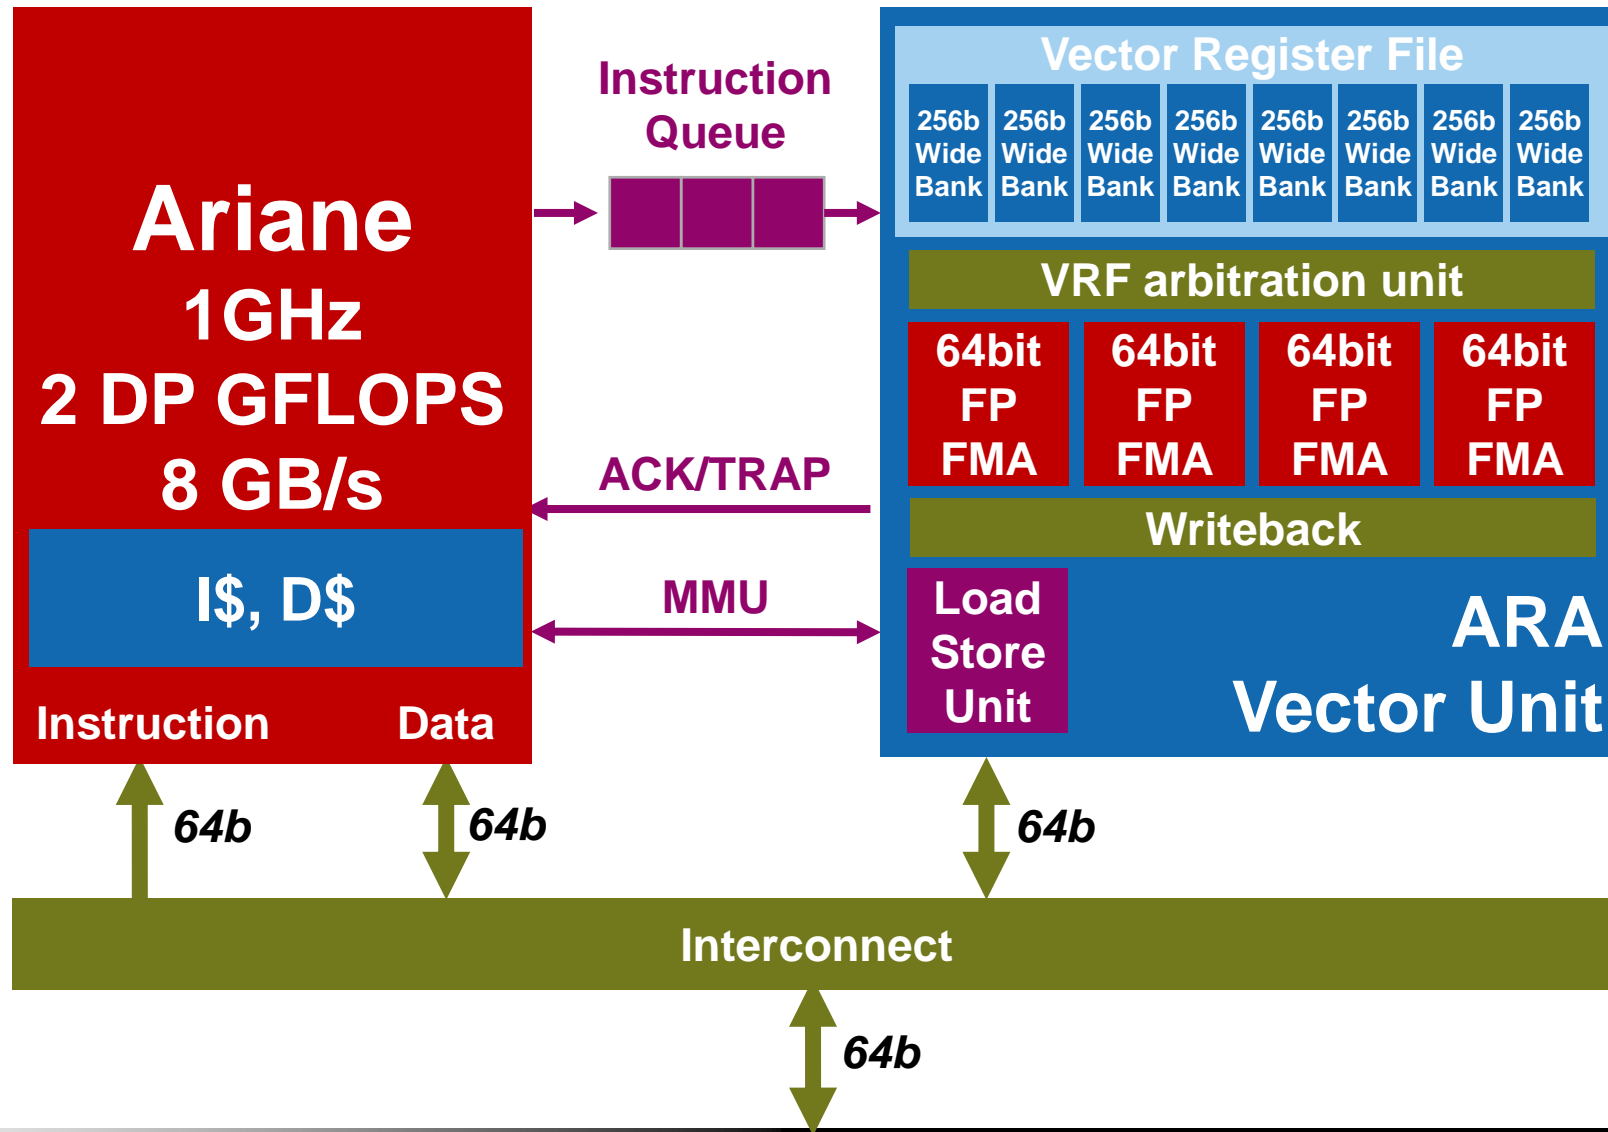 Ariane
1GHz
2 DP GFLOPS
8 GB/s
I$, D$
Instruction
Data
Instruction
Queue
ACK/TRAP
MMU
Vector Register File
256b
Wide
Bank
256b
Wide
Bank
256b
Wide
Bank
256b
Wide
Bank
256b
Wide
Bank
256b
Wide
Bank
256b
Wide
Bank
256b
Wide
Bank
VRF arbitration unit
64bit
FP
FMA
64bit
FP
FMA
64bit
FP
FMA
64bit
FP
FMA
Writeback
Load
Store
Unit
ARA
Vector Unit
64b
64b
64b
Interconnect
64b